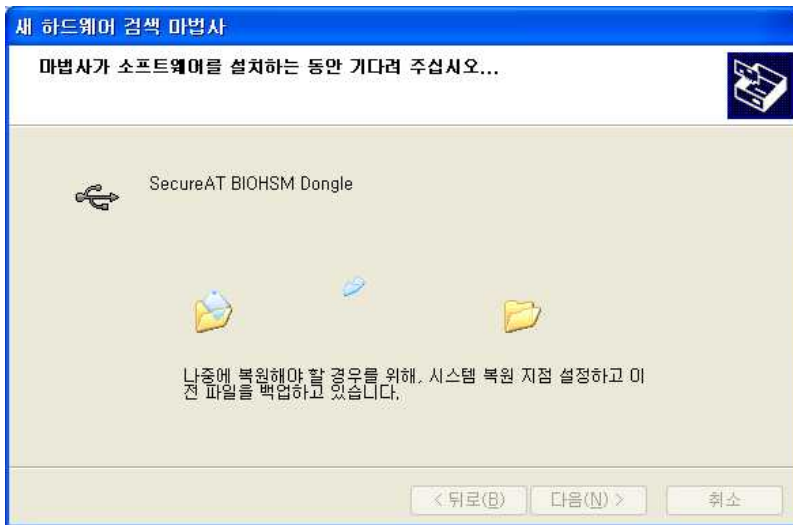 새 하드웨어 검색 마법사
마법사가 소프트웨어를 설치하는 동안 기다려 주십시오...
SecureAT BIOHSM Dongle
나중에 복원해야 할 경우를 위해, 시스템 복원 지점 설정하고 이
전 파일을 백업하고 있습니다.
< 뒤로(B) 다음(N) > 취소